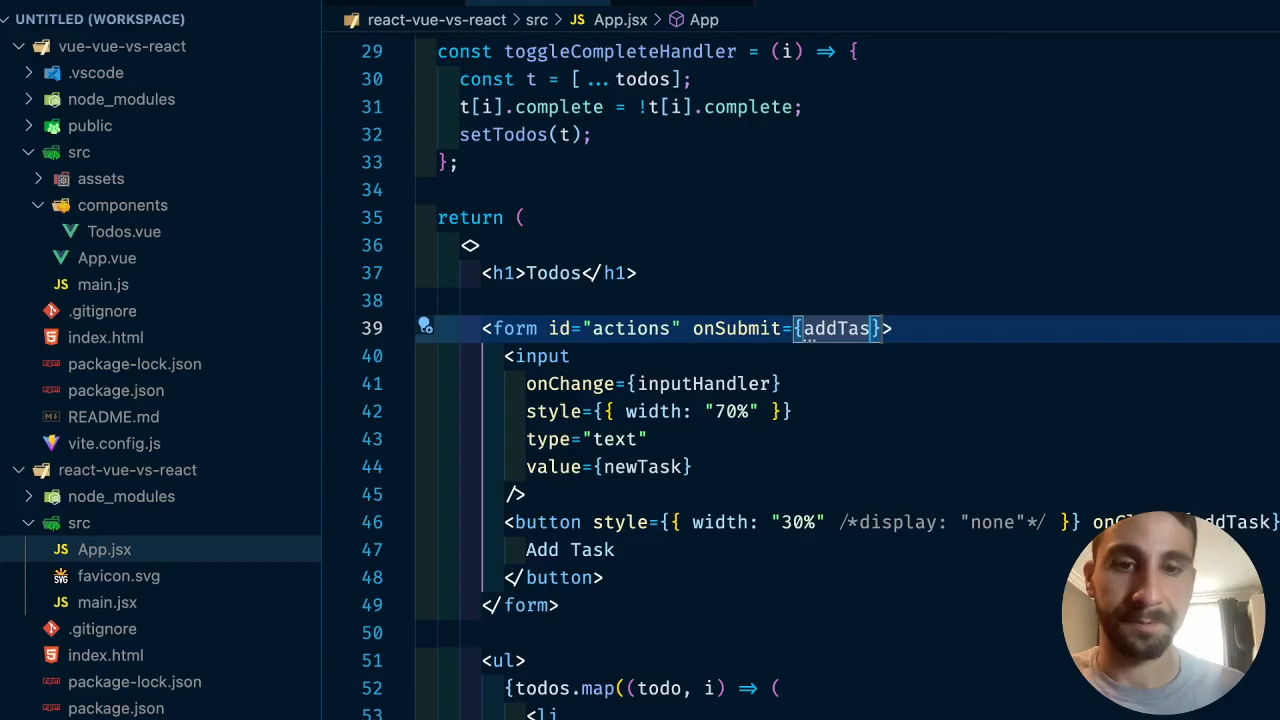 UNTITLED (WORKSPACE)
vue-vue-vs-react
.vscode
node_modules
public
src
assets
components
Todos.vue
App.vue
JS main.js
.gitignore
index.html
package-lock.json
package.json
README.md
vite.config.js
react-vue-vs-react
node_modules
src
JS App.jsx
favicon.svg
JS main.jsx
.gitignore
index.html
package-lock.json
package.json
react-vue-vs-react > src > JS App.jsx > App
29 const toggleCompleteHandler = (i) => {
30 const t = [...todos];
31 t[i].complete = !t[i].complete;
32 setTodos(t);
33 };
34
35 return (
36 <>
37 <h1>Todos</h1>
38
39 <form id="actions" onSubmit={addTas}>
40 <input
41 onChange={inputHandler}
42 style={{ width: "70%" }}
43 type="text"
44 value={newTask}
45 />
46 <button style={{ width: "30%" /*display: "none"*/ }}
47 Add Task
48 </button>
49 </form>
50
51 <ul>
52 {todos.map((todo, i) => (
53 <li